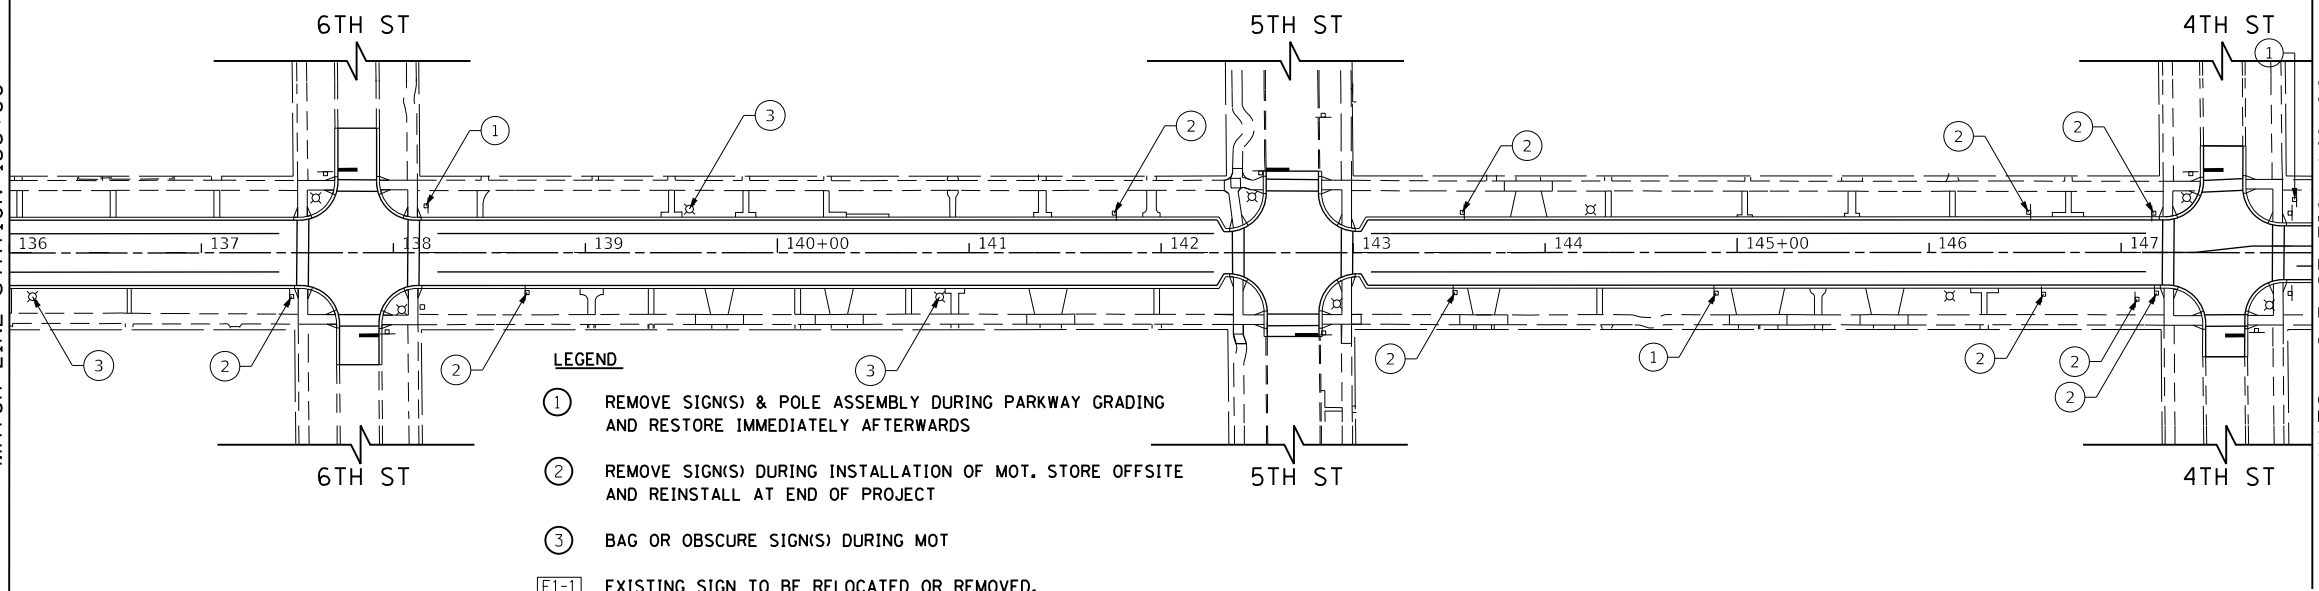 6TH ST
5TH ST
4TH ST
1
1
3
2
2
2
2
136
137
138
139
140+00
141
142
143
144
145+00
146
147
3
2
2
3
2
1
2
2
2
LEGEND
1 REMOVE SIGN(S) & POLE ASSEMBLY DURING PARKWAY GRADING
AND RESTORE IMMEDIATELY AFTERWARDS
2 REMOVE SIGN(S) DURING INSTALLATION OF MOT. STORE OFFSITE
AND REINSTALL AT END OF PROJECT
3 BAG OR OBSCURE SIGN(S) DURING MOT
E1-1 EXISTING SIGN TO BE RELOCATED OR REMOVED.
6TH ST
5TH ST
4TH ST